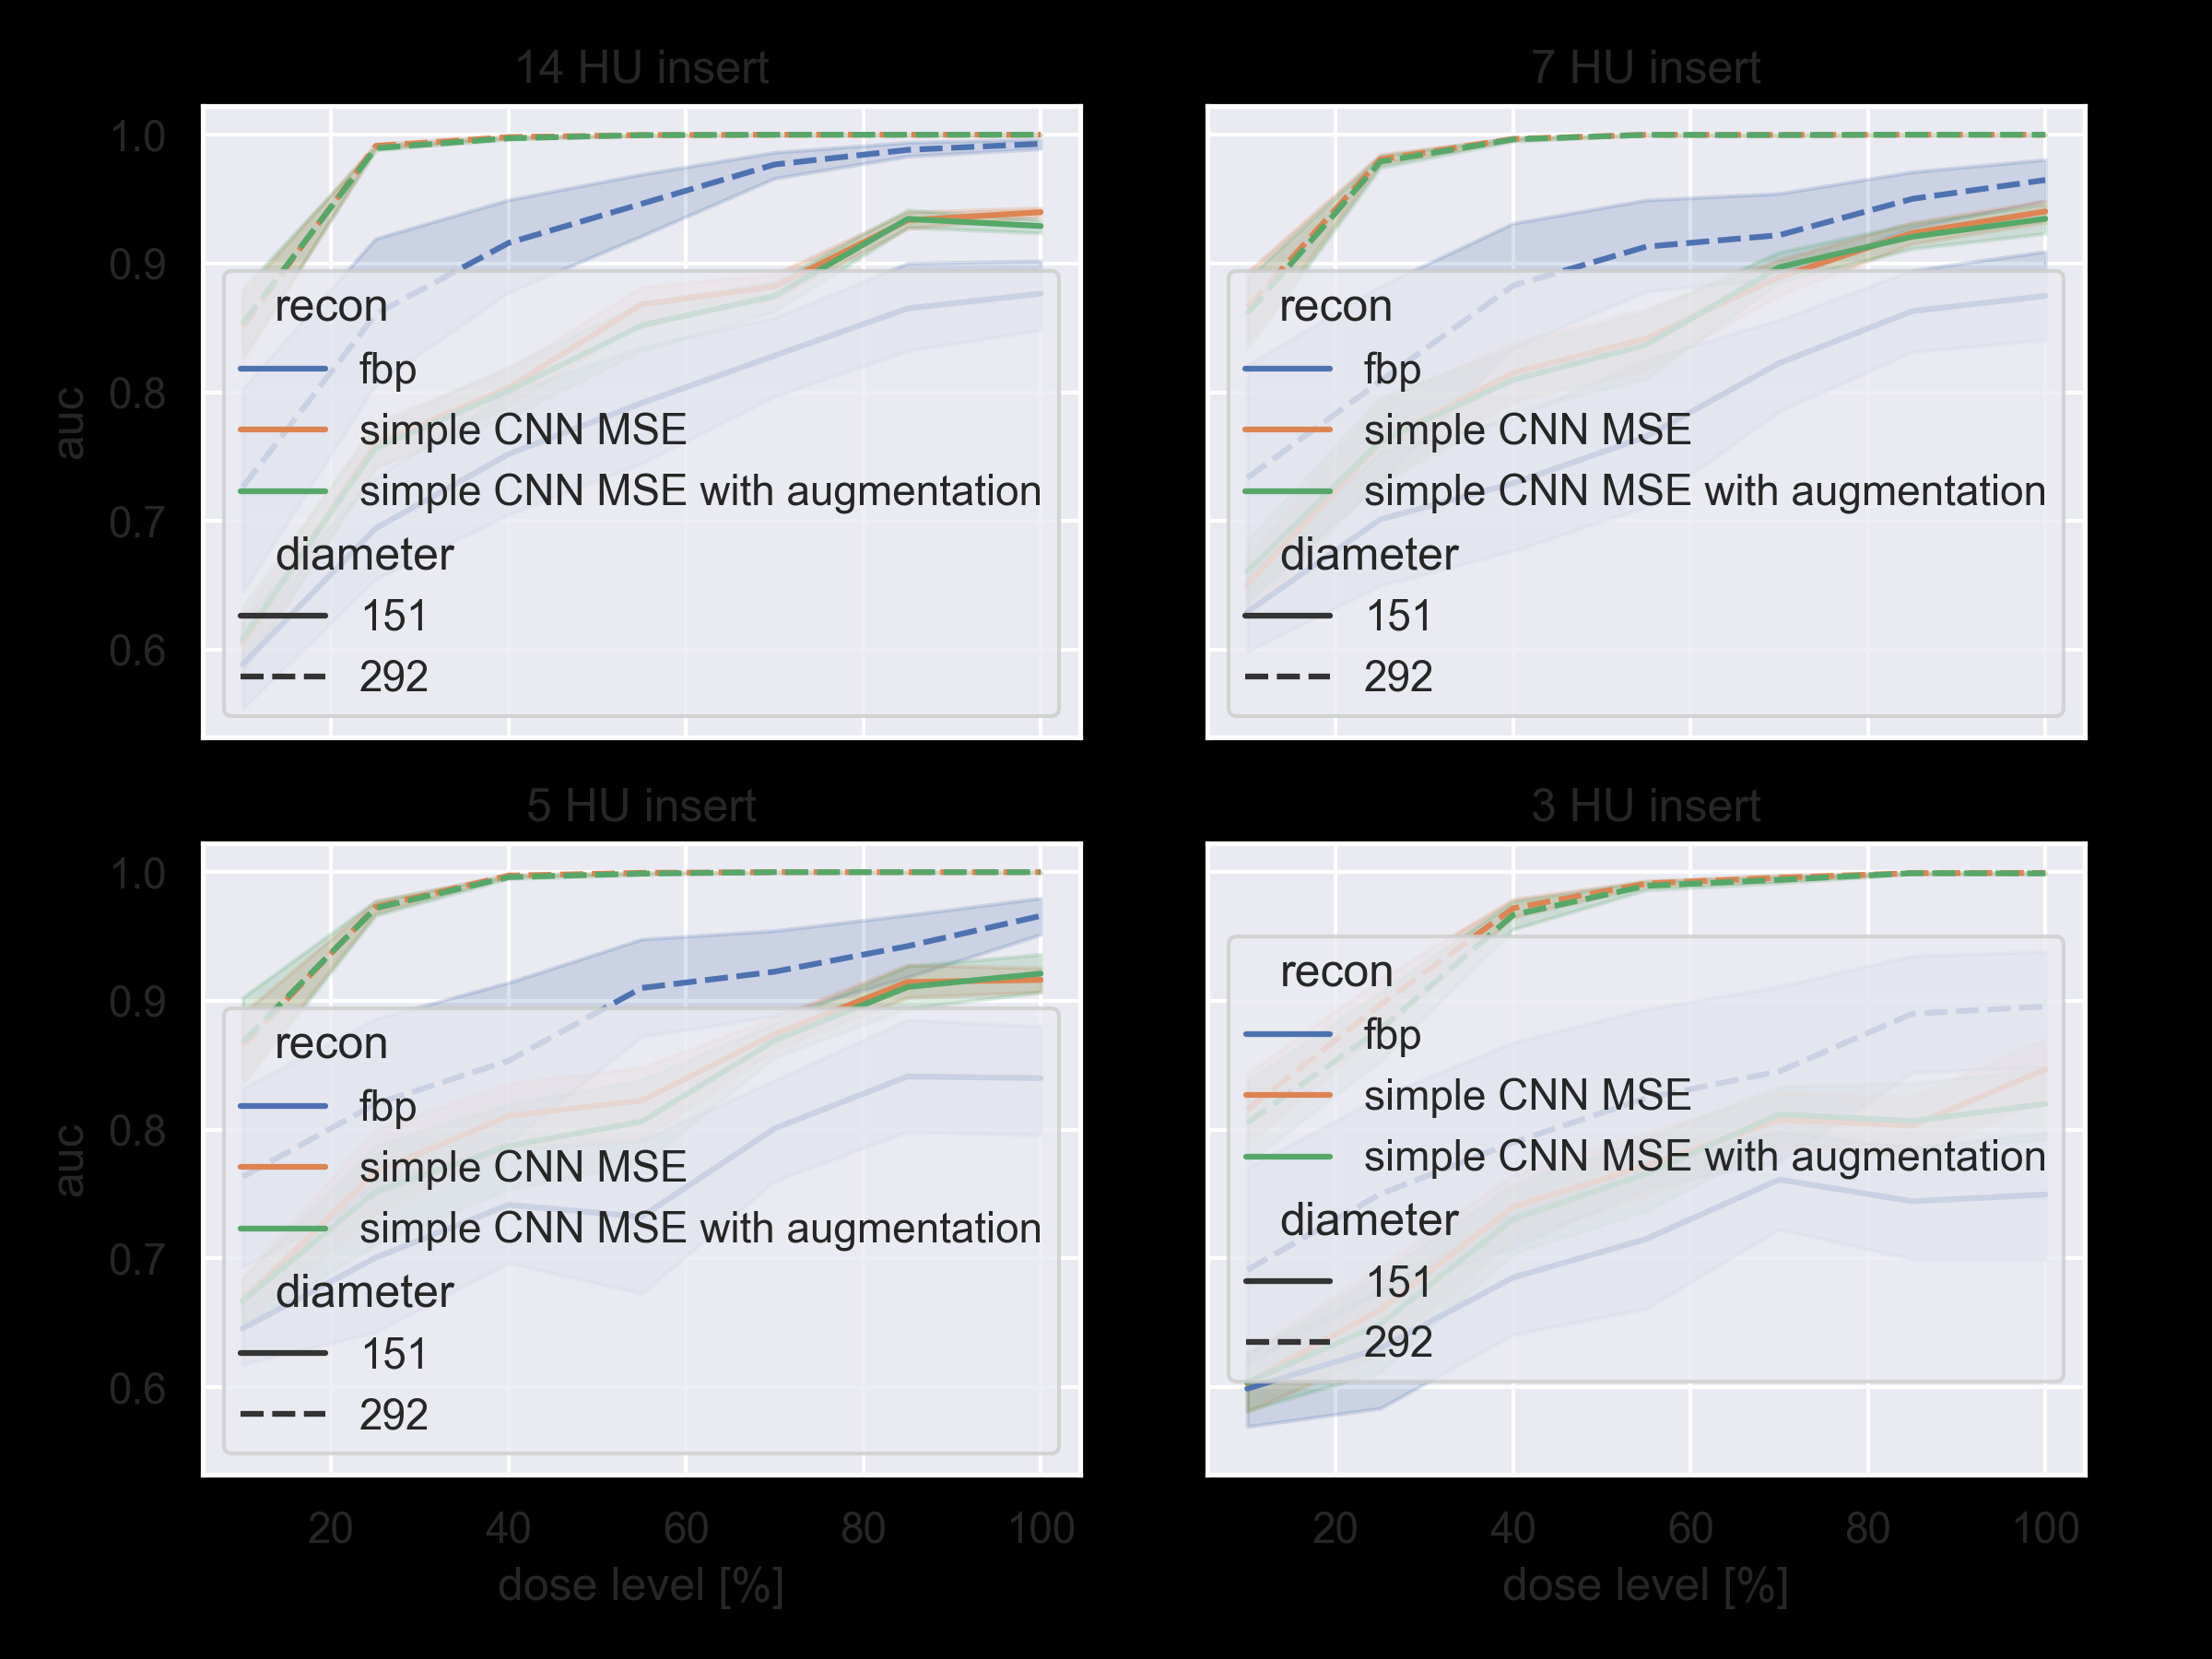 14 HU insert
1.0
0.9
0.8
0.7
0.6
auc
recon
fbp
simple CNN MSE
simple CNN MSE with augmentation
diameter
151
292
7 HU insert
recon
fbp
simple CNN MSE
simple CNN MSE with augmentation
diameter
151
292
5 HU insert
1.0
0.9
0.8
0.7
0.6
auc
recon
fbp
simple CNN MSE
simple CNN MSE with augmentation
diameter
151
292
20 40 60 80 100
dose level [%]
3 HU insert
recon
fbp
simple CNN MSE
simple CNN MSE with augmentation
diameter
151
292
20 40 60 80 100
dose level [%]